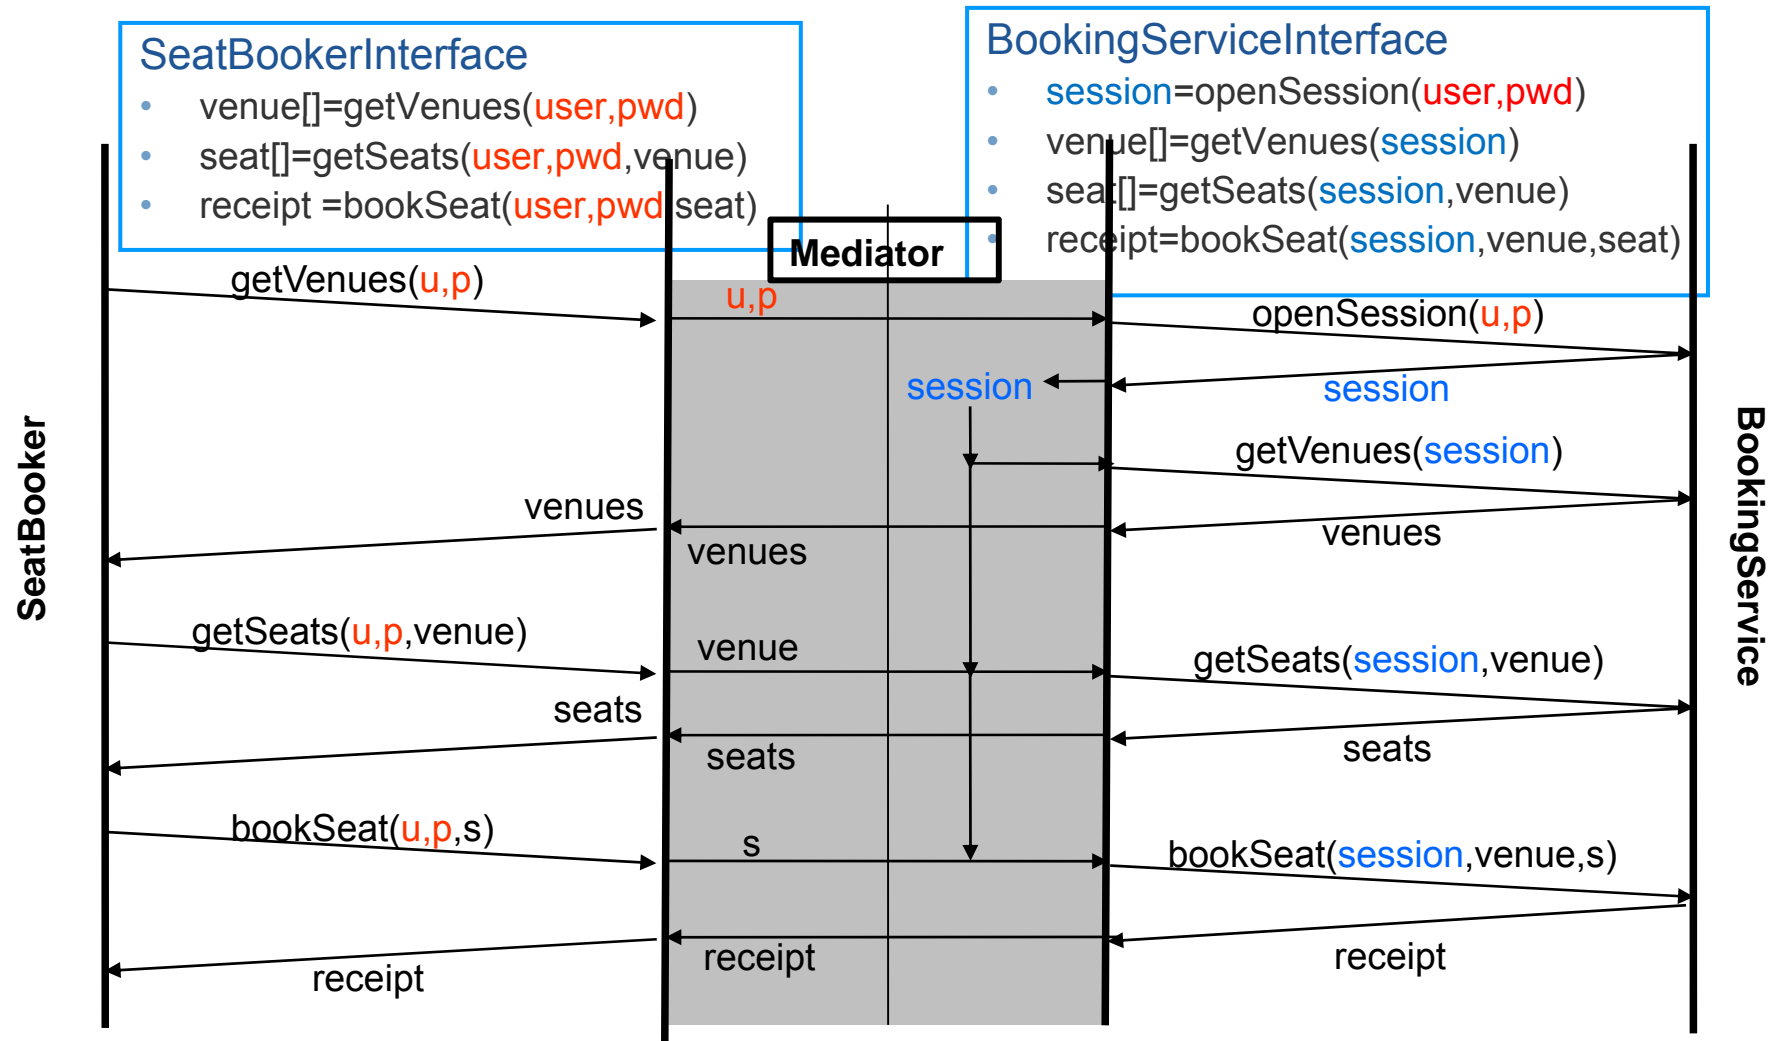 SeatBookerInterface
• venue[]=getVenues(user,pwd)
• seat[]=getSeats(user,pwd,venue)
• receipt =bookSeat(user,pwd,seat)
BookingServiceInterface
• session=openSession(user,pwd)
• venue[]=getVenues(session)
• seat[]=getSeats(session,venue)
• receipt=bookSeat(session,venue,seat)
Mediator
SeatBooker
BookingService
getVenues(u,p)
u,p
openSession(u,p)
session
session
getVenues(session)
venues
venues
venues
getSeats(u,p,venue)
venue
getSeats(session,venue)
seats
seats
seats
bookSeat(u,p,s)
s
bookSeat(session,venue,s)
receipt
receipt
receipt